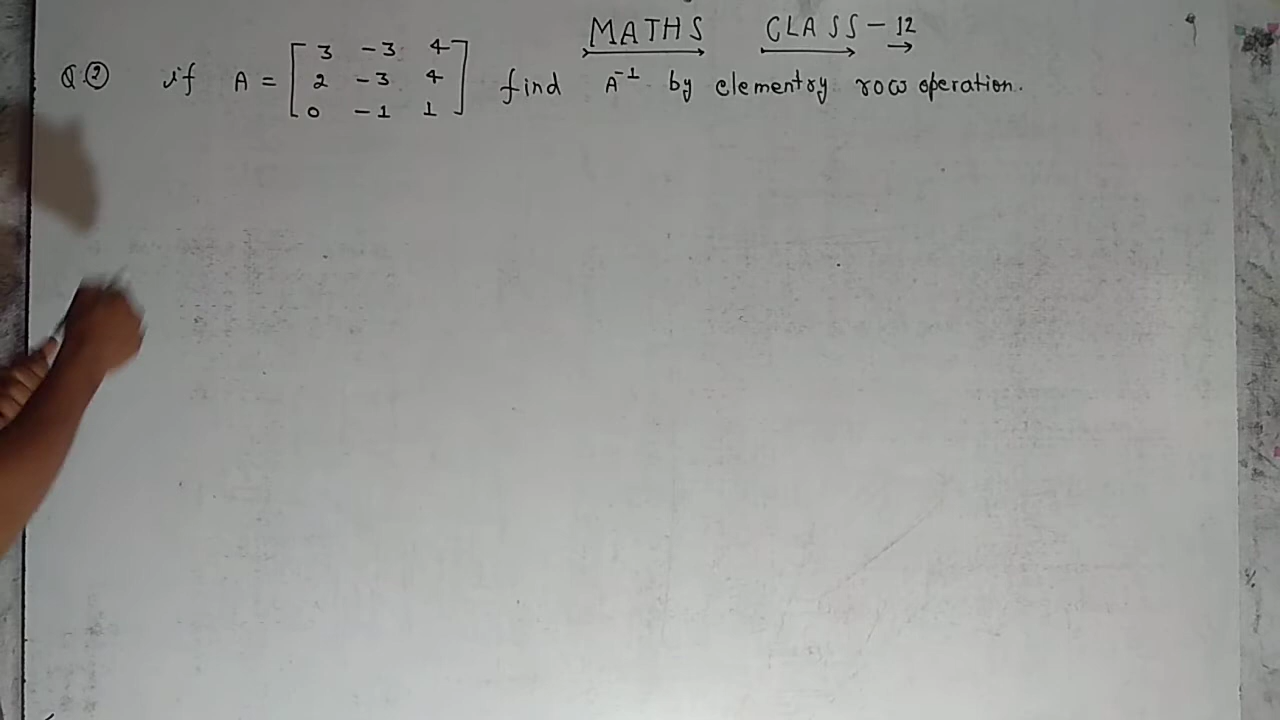 MATHS CLASS - 12
Q ② if A = [ 3 -3 4
2 -3 4
0 -1 1 ] find A⁻¹ by elementry row operation.